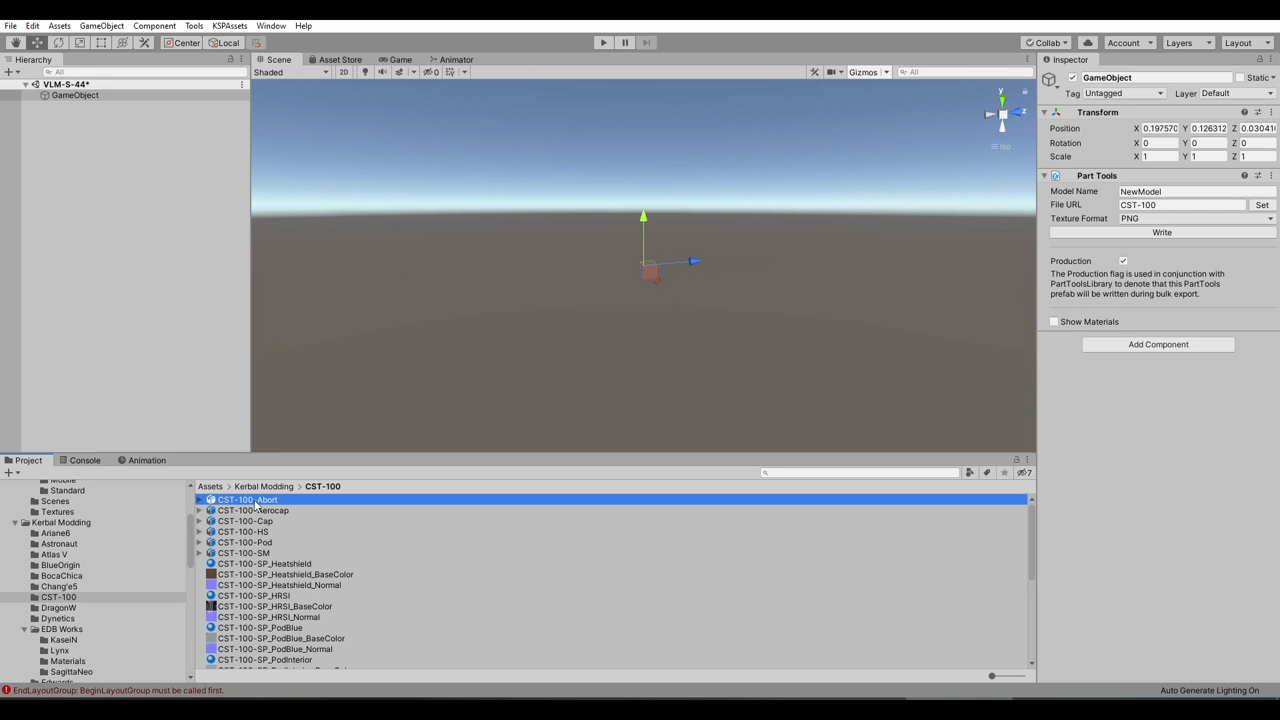 File Edit Assets GameObject Component Tools KSPAssets Window Help
Center Local Collab Account Layers Layout
Hierarchy Scene Asset Store Game Animator Inspector
All Shaded 2D 0 Gizmos All
GameObject Static
VLM-S-44*
GameObject
Tag Untagged Layer Default
y
z
Iso
Transform
Position X 0.197570 Y 0.126312 Z 0.030410
Rotation X 0 Y 0 Z 0
Scale X 1 Y 1 Z 1
Part Tools
Model Name NewModel
File URL CST-100 Set
Texture Format PNG
Write
Production
The Production flag is used in conjunction with
PartToolsLibrary to denote that this PartTools
prefab will be written during bulk export.
Show Materials
Add Component
Project Console Animation
7
Standard
Scenes
Textures
Kerbal Modding
Ariane6
Astronaut
Atlas V
BlueOrigin
BocaChica
Chang'e5
CST-100
DragonW
Dynetics
EDB Works
KaseiN
Lynx
Materials
SagittaNeo
Assets > Kerbal Modding > CST-100
CST-100-Abort
CST-100-Aerocap
CST-100-Cap
CST-100-HS
CST-100-Pod
CST-100-SM
CST-100-SP_Heatshield
CST-100-SP_Heatshield_BaseColor
CST-100-SP_Heatshield_Normal
CST-100-SP_HRSI
CST-100-SP_HRSI_BaseColor
CST-100-SP_HRSI_Normal
CST-100-SP_PodBlue
CST-100-SP_PodBlue_BaseColor
CST-100-SP_PodBlue_Normal
CST-100-SP_PodInterior
EndLayoutGroup: BeginLayoutGroup must be called first. Auto Generate Lighting On